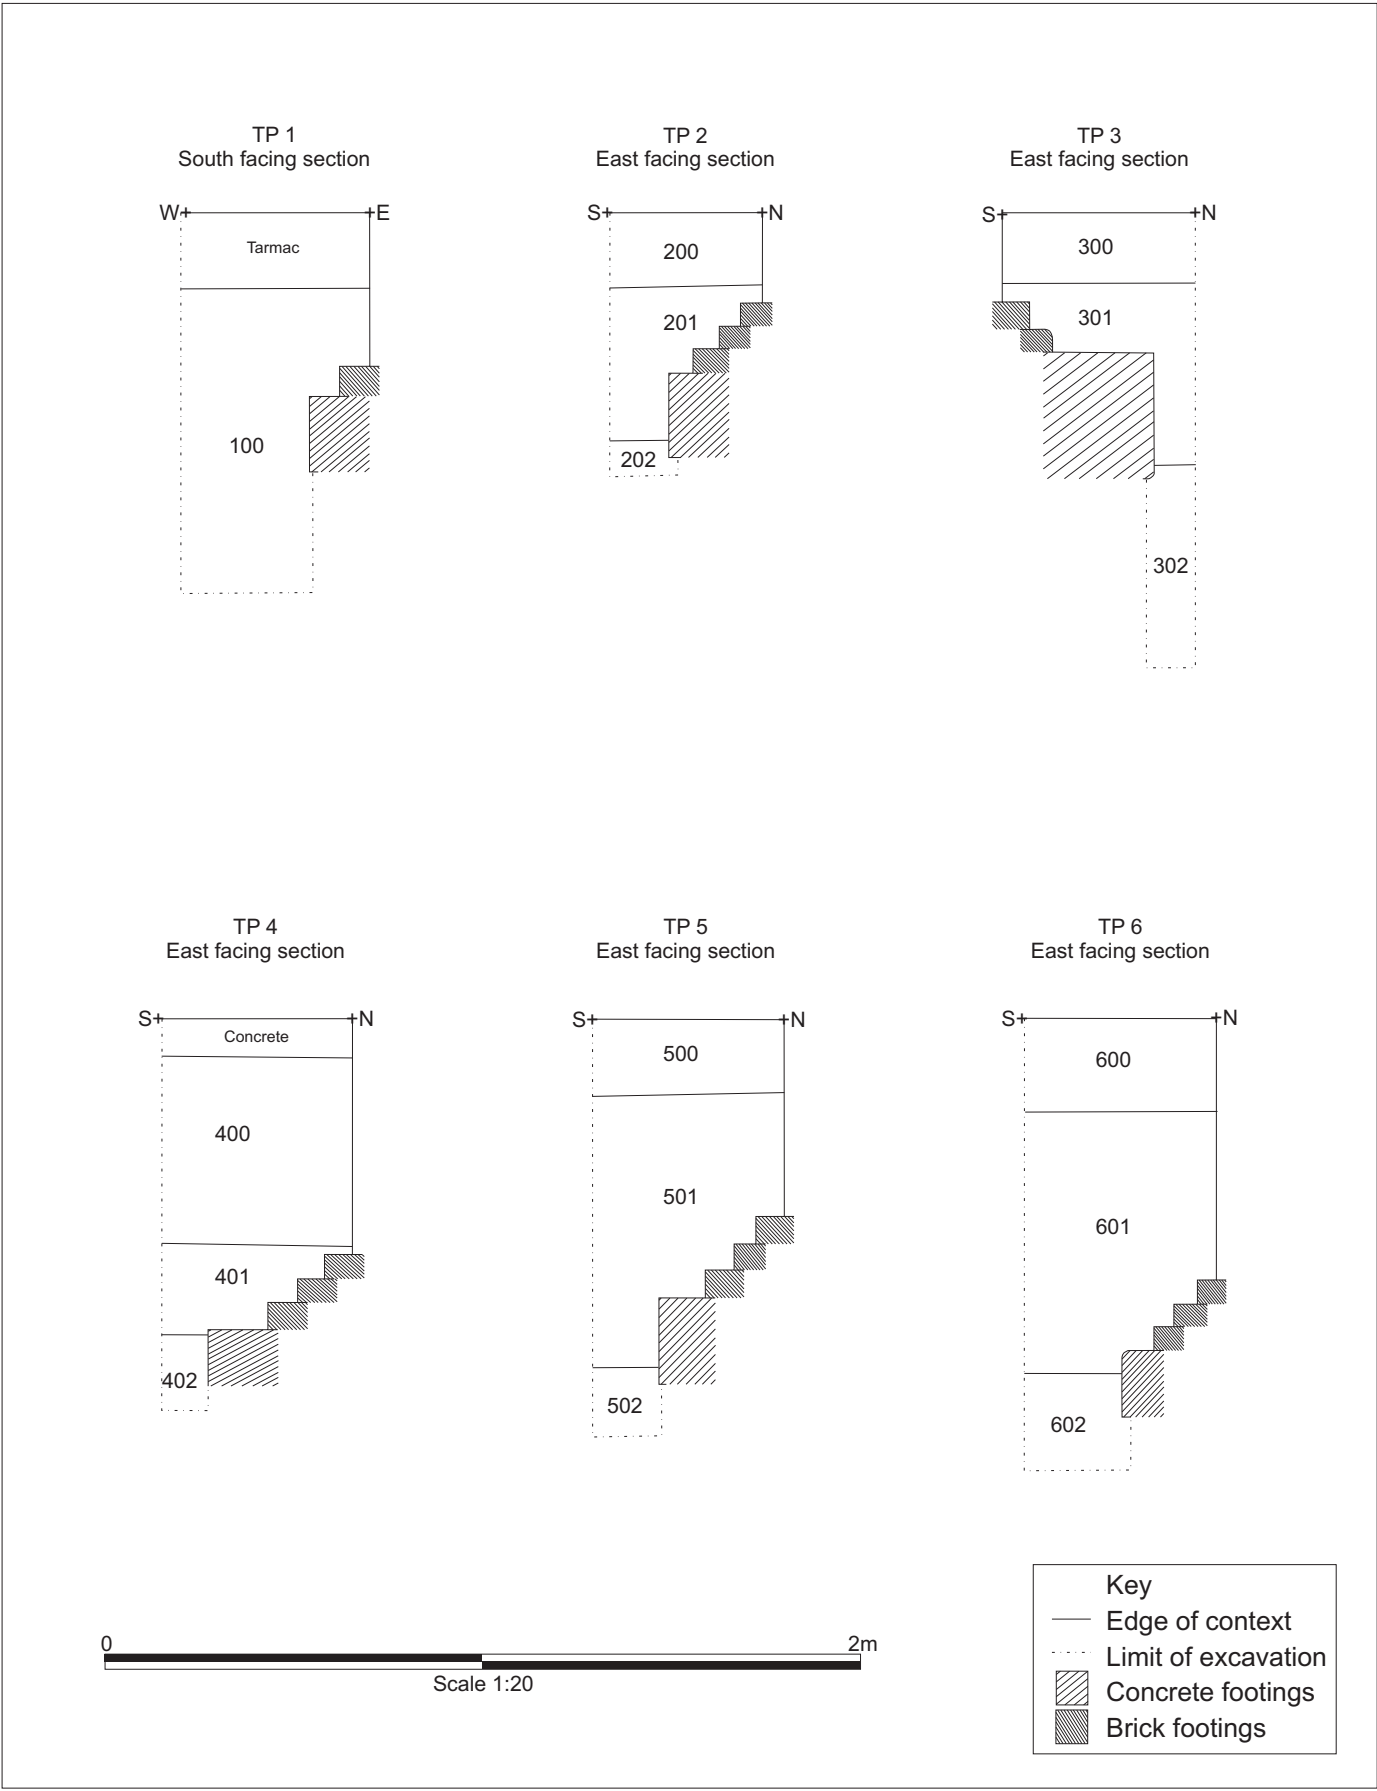 TP 1
South facing section
W E
Tarmac
100
TP 2
East facing section
S N
200
201
202
TP 3
East facing section
S N
300
301
302
TP 4
East facing section
S N
Concrete
400
401
402
TP 5
East facing section
S N
500
501
502
TP 6
East facing section
S N
600
601
602
0 2m
Scale 1:20
Key
Edge of context
Limit of excavation
Concrete footings
Brick footings